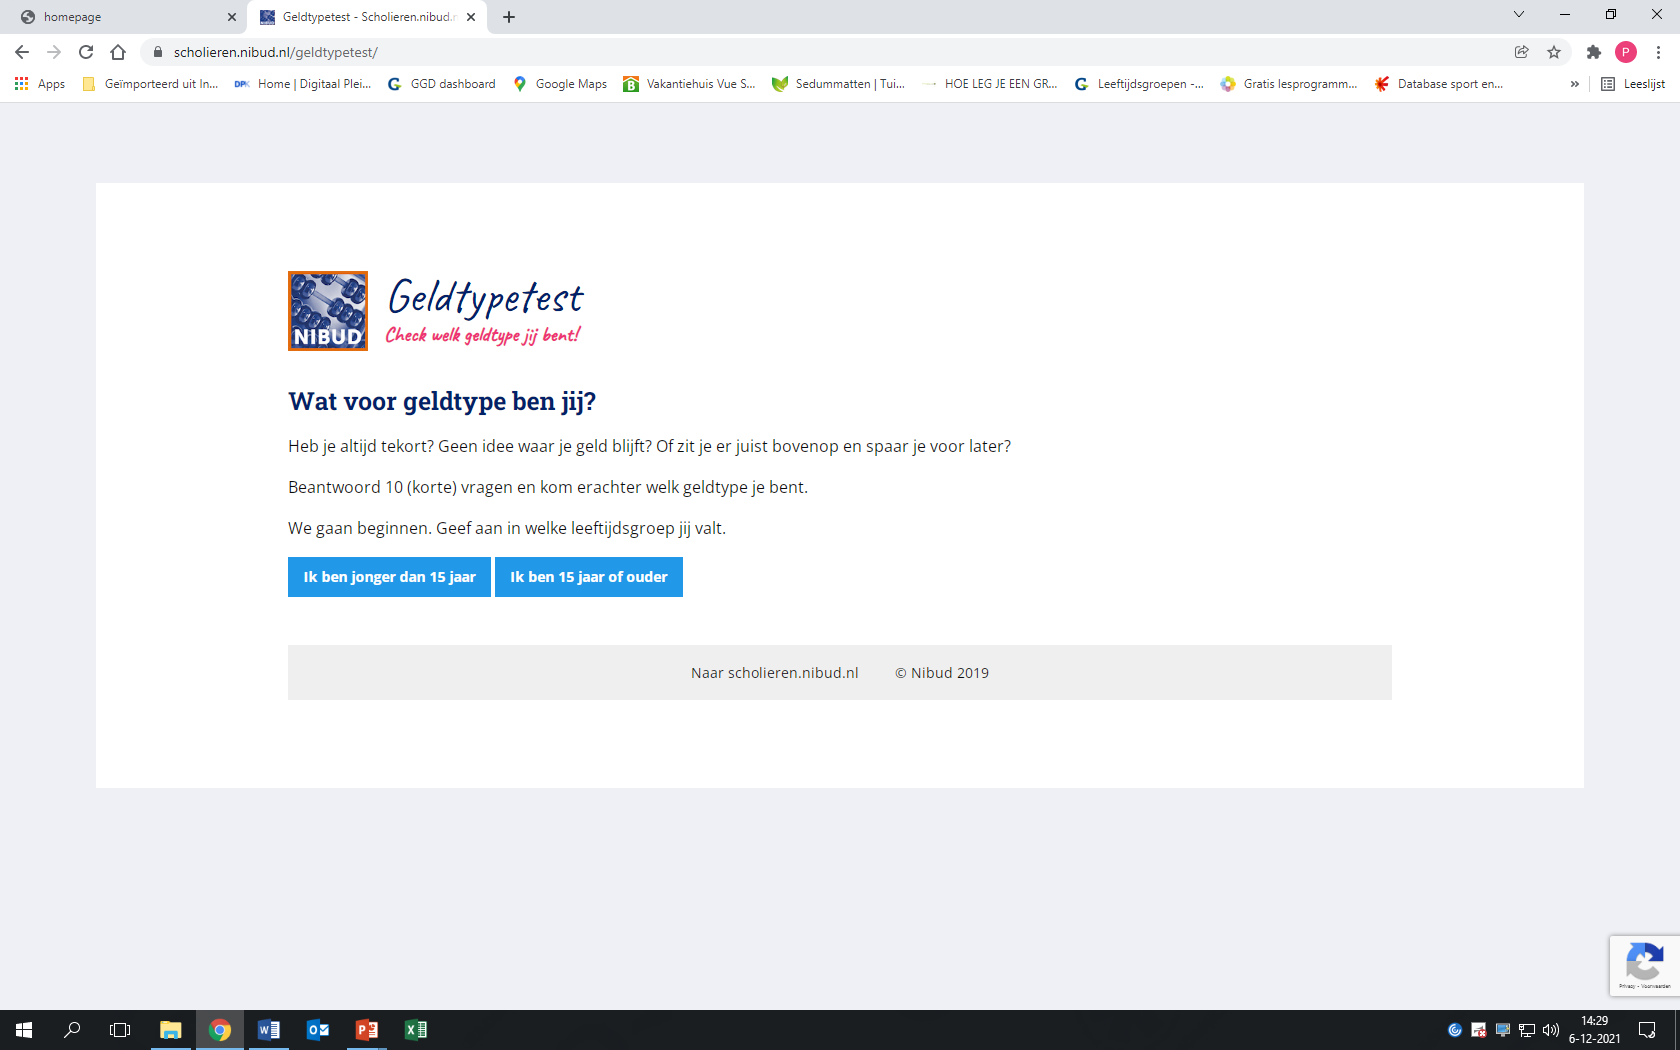 homepage
Geldtypetest - Scholieren.nibud.n
scholieren.nibud.nl/geldtypetest/
Apps
Geïmporteerd uit In...
DPK
Home | Digitaal Plei...
GGD dashboard
Google Maps
Vakantiehuis Vue S...
Sedummatten | Tui...
HOE LEG JE EEN GR...
Leeftijdsgroepen -...
Gratis lesprogramm...
Database sport en...
»
Leeslijst
P
NIBUD
Geldtypetest
Check welk geldtype jij bent!
Wat voor geldtype ben jij?
Heb je altijd tekort? Geen idee waar je geld blijft? Of zit je er juist bovenop en spaar je voor later?
Beantwoord 10 (korte) vragen en kom erachter welk geldtype je bent.
We gaan beginnen. Geef aan in welke leeftijdsgroep jij valt.
Ik ben jonger dan 15 jaar
Ik ben 15 jaar of ouder
Naar scholieren.nibud.nl © Nibud 2019
Privacy - Voorwaarden
14:29
6-12-2021